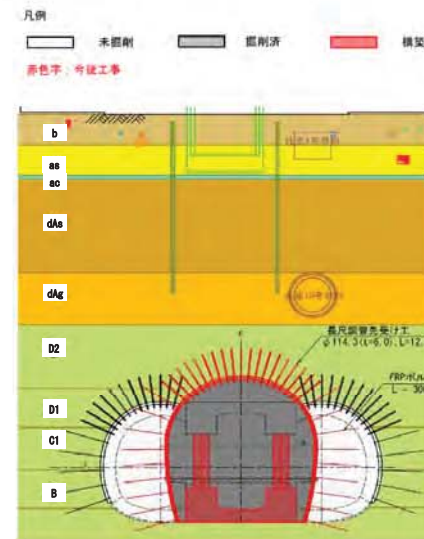 凡例
未掘削 掘削済 構築
赤色字：今後工事
b
as
ac
dAs
dAg
長尺鋼管先受け工
φ114.3(L=6.0), L=12.
D2
FRPボル
D1
C1
B